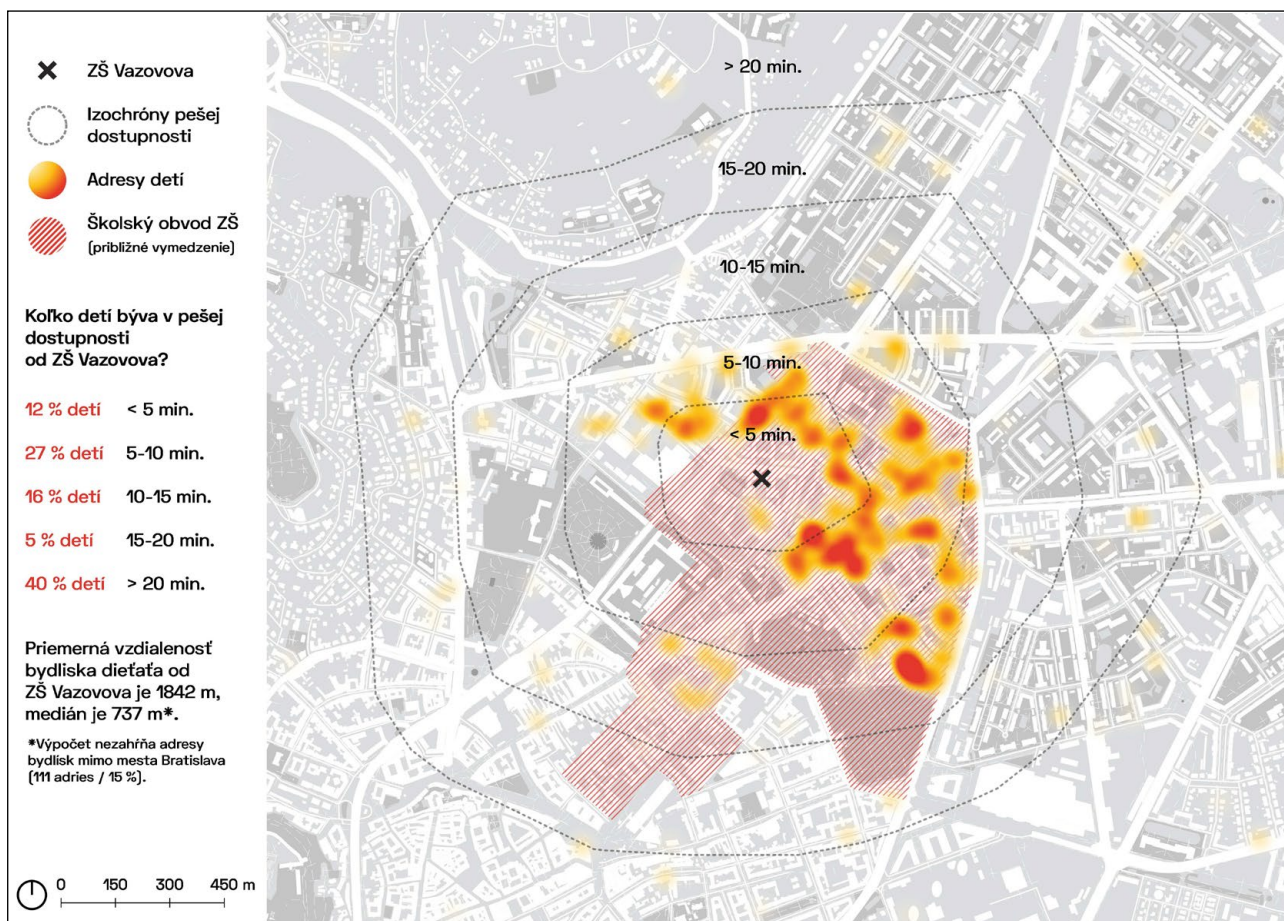 ZŠ Vazovova
Izochróny pešej
dostupnosti
Adresy detí
Školský obvod ZŠ
(približné vymedzenie)
Koľko detí býva v pešej
dostupnosti
od ZŠ Vazovova?
12 % detí < 5 min.
27 % detí 5-10 min.
16 % detí 10-15 min.
5 % detí 15-20 min.
40 % detí > 20 min.
Priemerná vzdialenosť
bydliska dieťaťa od
ZŠ Vazovova je 1842 m,
medián je 737 m*.
*Výpočet nezahŕňa adresy
bydlísk mimo mesta Bratislava
(111 adries / 15 %).
0 150 300 450 m
> 20 min.
15-20 min.
10-15 min.
5-10 min.
< 5 min.